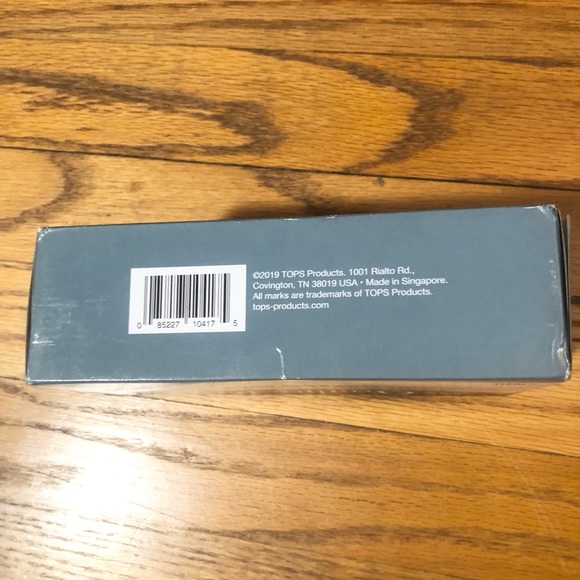 ©2019 TOPS Products. 1001 Rialto Rd.,
Covington, TN 38019 USA • Made in Singapore.
All marks are trademarks of TOPS Products.
tops-products.com
0 85227 10417 5